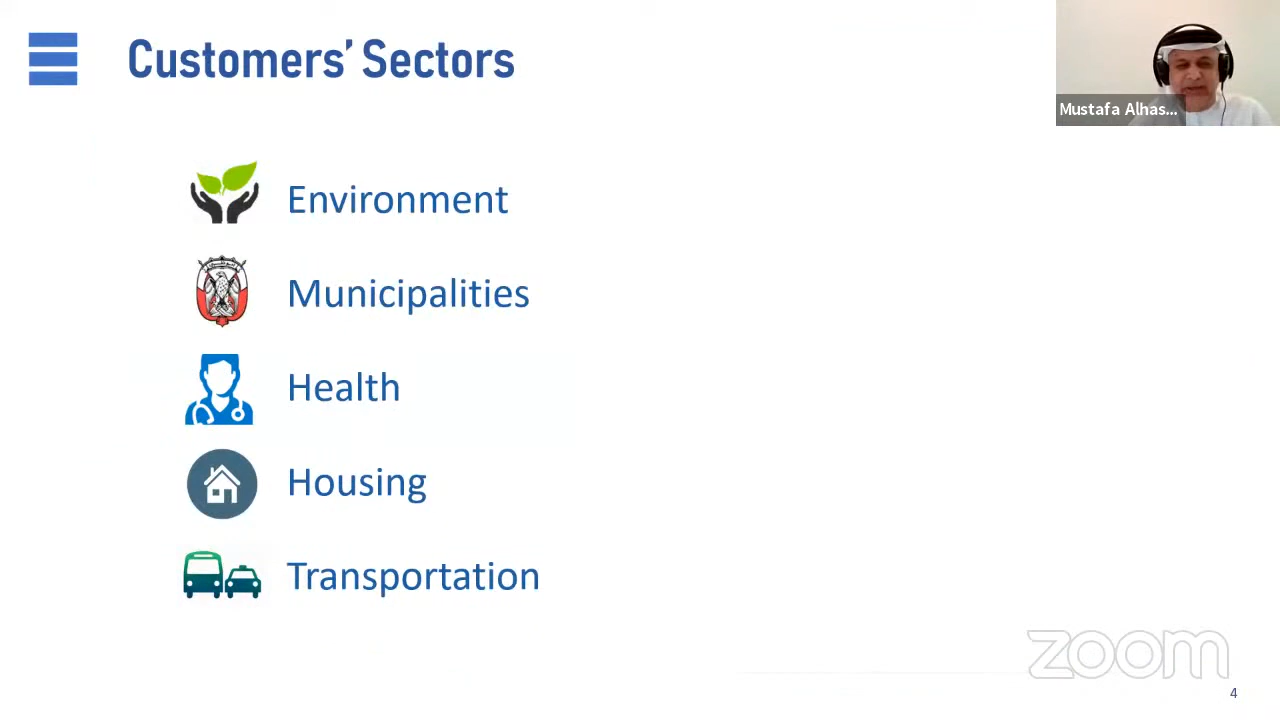 Customers’ Sectors
Mustafa Alhas...
Environment
Municipalities
Health
Housing
Transportation
zoom
4